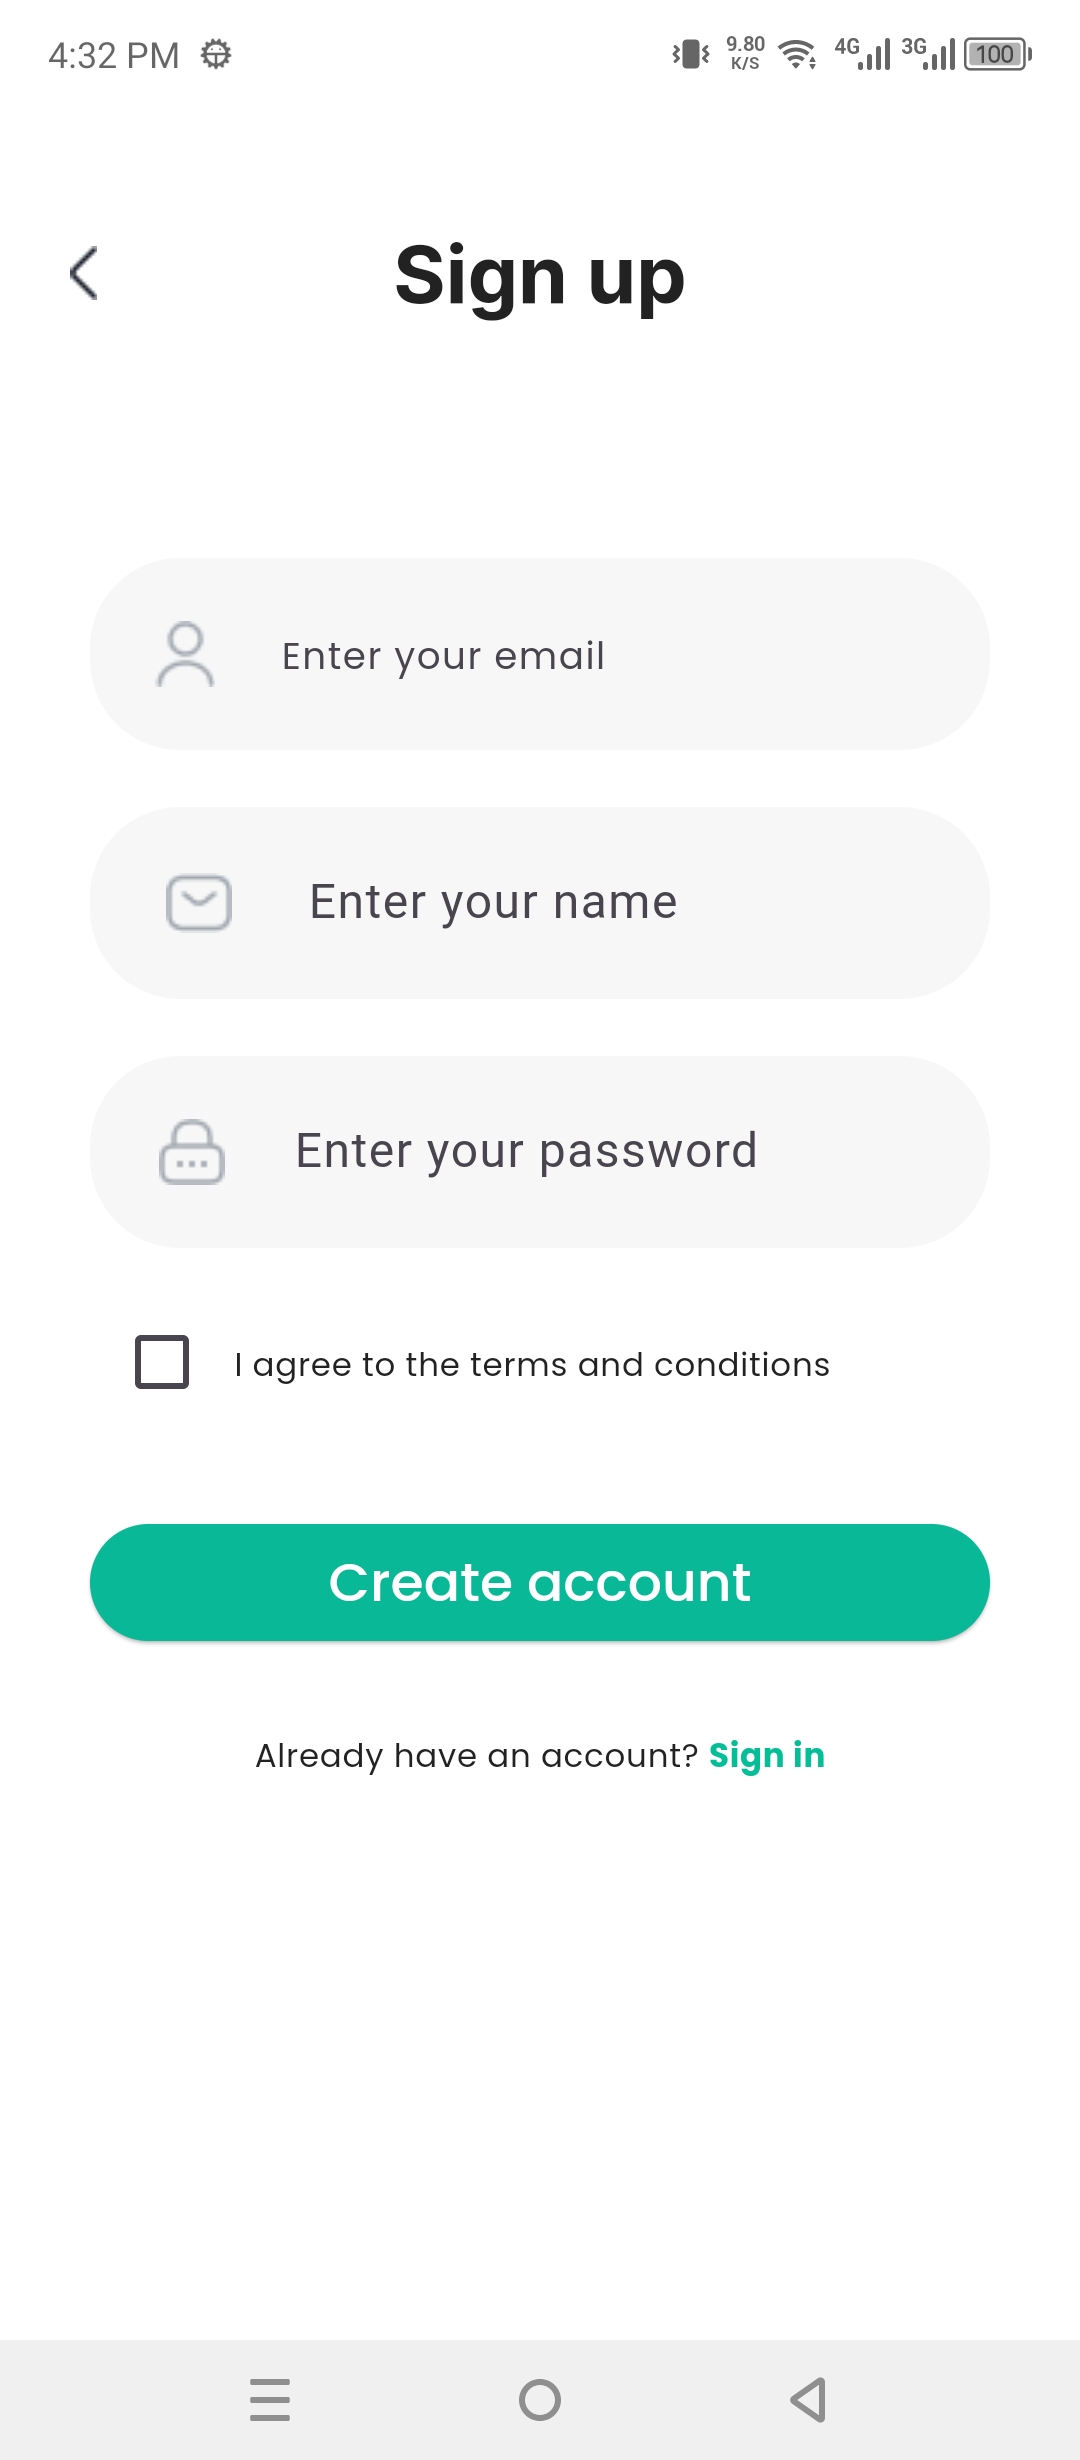 4:32 PM 9.80 K/S 4G 3G 100
Sign up
Enter your email
Enter your name
Enter your password
I agree to the terms and conditions
Create account
Already have an account? Sign in